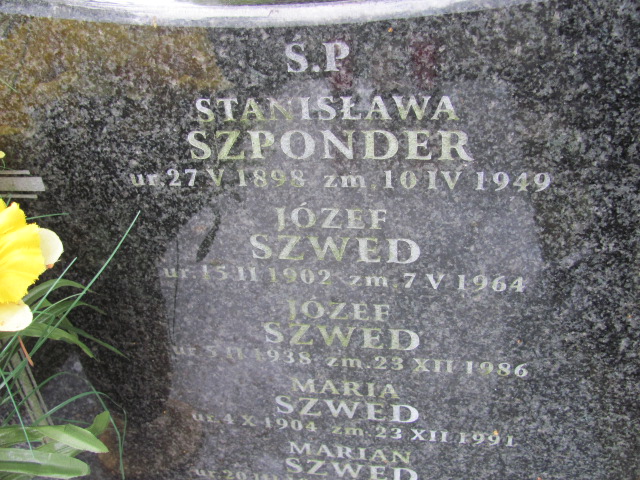 Ś.P
STANISŁAWA
SZPONDER
ur. 27 V 1898 zm. 10 IV 1949
JÓZEF
SZWED
ur. 15 II 1902 zm. 7 V 1964
JÓZEF
SZWED
ur. 5 II 1938 zm. 23 XII 1986
MARIA
SZWED
ur. 4 X 1904 zm. 23 XII 1991
MARIAN
SZWED
ur. 20